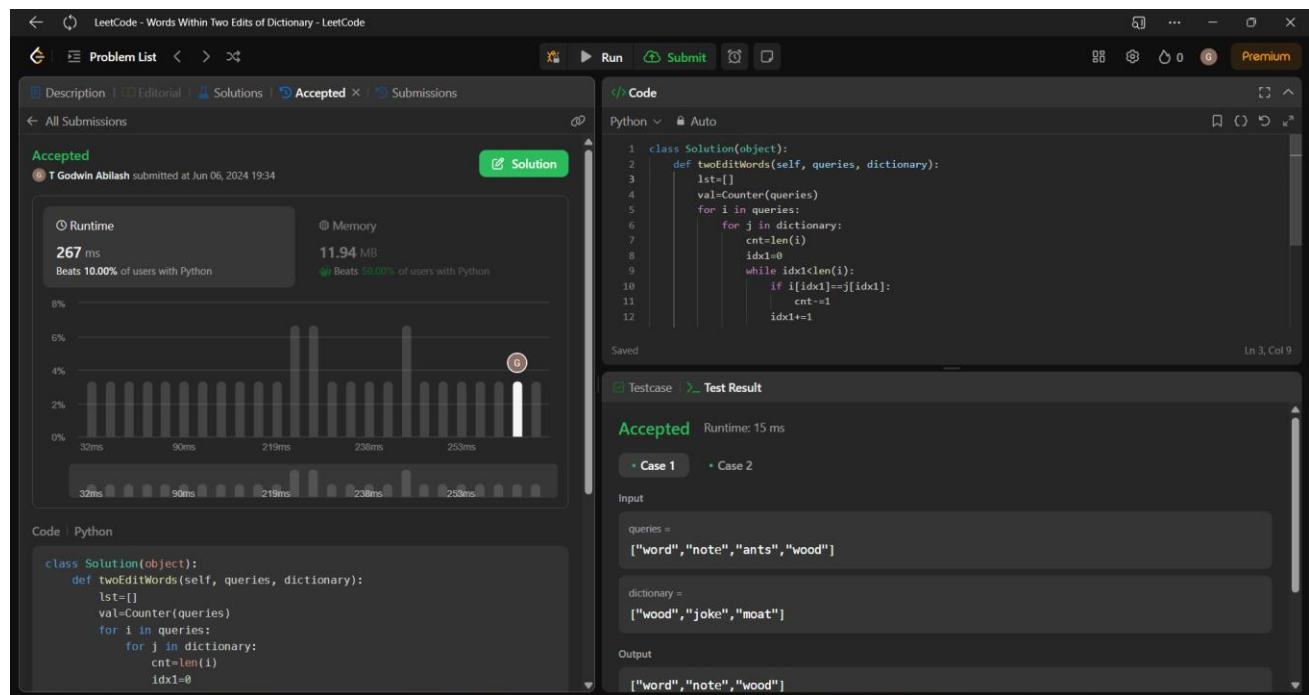 LeetCode - Words Within Two Edits of Dictionary - LeetCode
Problem List
Run
Submit
0
G
Premium
Description | Editorial | Solutions | Accepted × | Submissions
← All Submissions
Accepted
Solution
G T Godwin Abilash submitted at Jun 06, 2024 19:34
Runtime
267 ms
Beats 10.00% of users with Python
Memory
11.94 MB
Beats 50.00% of users with Python
8%
6%
4%
2%
0%
G
32ms 90ms 219ms 238ms 253ms
32ms 90ms 219ms 238ms 253ms
Code | Python
class Solution(object):
    def twoEditWords(self, queries, dictionary):
        lst=[]
        val=Counter(queries)
        for i in queries:
            for j in dictionary:
                cnt=len(i)
                idx1=0
</> Code
Python Auto
1 class Solution(object):
2     def twoEditWords(self, queries, dictionary):
3         lst=[]
4         val=Counter(queries)
5         for i in queries:
6             for j in dictionary:
7                 cnt=len(i)
8                 idx1=0
9                 while idx1<len(i):
10                     if i[idx1]==j[idx1]:
11                         cnt-=1
12                     idx1+=1
Saved
Ln 3, Col 9
Testcase | >_ Test Result
Accepted Runtime: 15 ms
• Case 1 • Case 2
Input
queries =
["word","note","ants","wood"]
dictionary =
["wood","joke","moat"]
Output
["word","note","wood"]